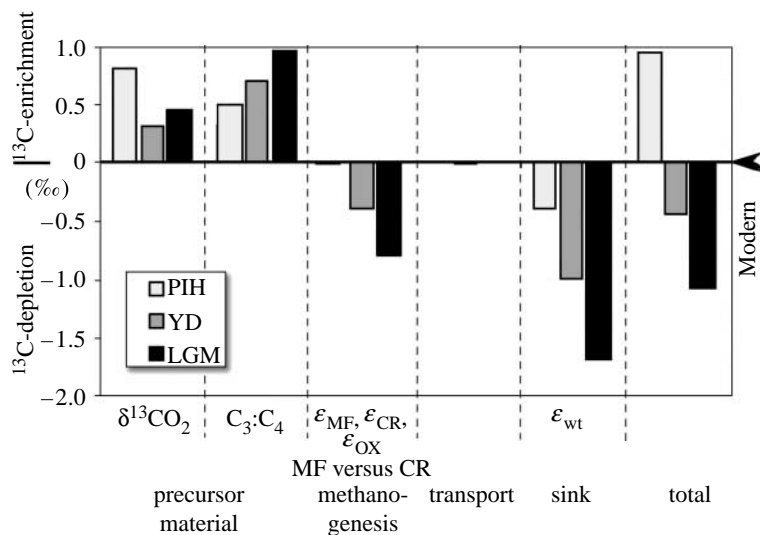 ¹³C-enrichment
1.0
0.5
0
(‰)
−0.5
−1.0
−1.5
−2.0
¹³C-depletion
PIH
YD
LGM
Modern
δ¹³CO₂
C₃:C₄
ε_MF, ε_CR,
ε_OX
MF versus CR
ε_wt
precursor
material
methano-
genesis
transport
sink
total